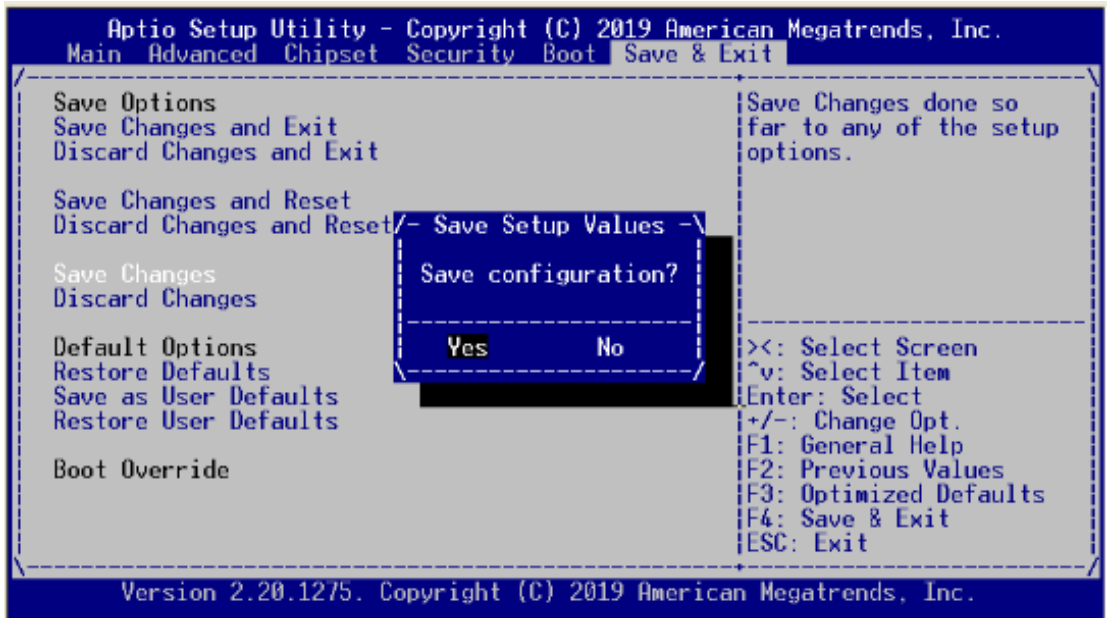 Aptio Setup Utility - Copyright (C) 2019 American Megatrends, Inc.
Main Advanced Chipset Security Boot Save & Exit
Save Options
Save Changes and Exit
Discard Changes and Exit
Save Changes and Reset
Discard Changes and Reset
Save Changes
Discard Changes
Default Options
Restore Defaults
Save as User Defaults
Restore User Defaults
Boot Override
Save Setup Values
Save configuration?
Yes No
Save Changes done so
far to any of the setup
options.
><: Select Screen
^v: Select Item
Enter: Select
+/-: Change Opt.
F1: General Help
F2: Previous Values
F3: Optimized Defaults
F4: Save & Exit
ESC: Exit
Version 2.20.1275. Copyright (C) 2019 American Megatrends, Inc.